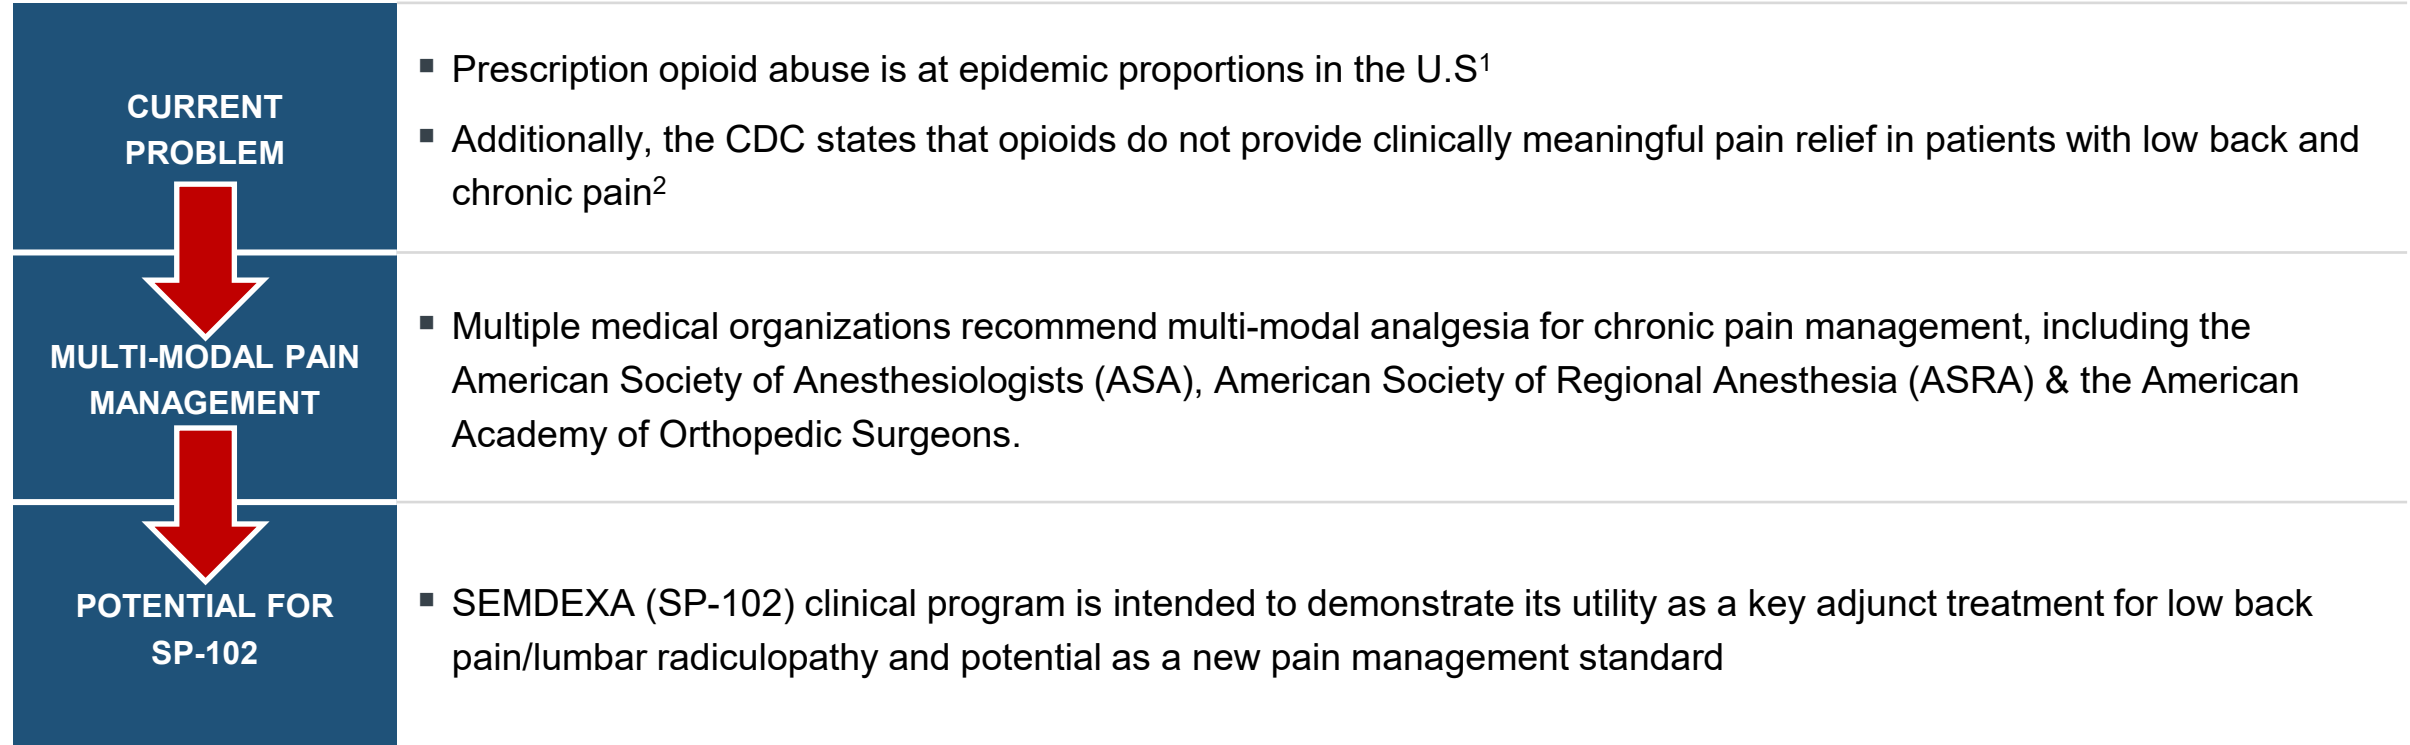 CURRENT
PROBLEM
▪ Prescription opioid abuse is at epidemic proportions in the U.S1
▪ Additionally, the CDC states that opioids do not provide clinically meaningful pain relief in patients with low back and
chronic pain2
MULTI-MODAL PAIN
MANAGEMENT
▪ Multiple medical organizations recommend multi-modal analgesia for chronic pain management, including the
American Society of Anesthesiologists (ASA), American Society of Regional Anesthesia (ASRA) & the American
Academy of Orthopedic Surgeons.
POTENTIAL FOR
SP-102
▪ SEMDEXA (SP-102) clinical program is intended to demonstrate its utility as a key adjunct treatment for low back
pain/lumbar radiculopathy and potential as a new pain management standard